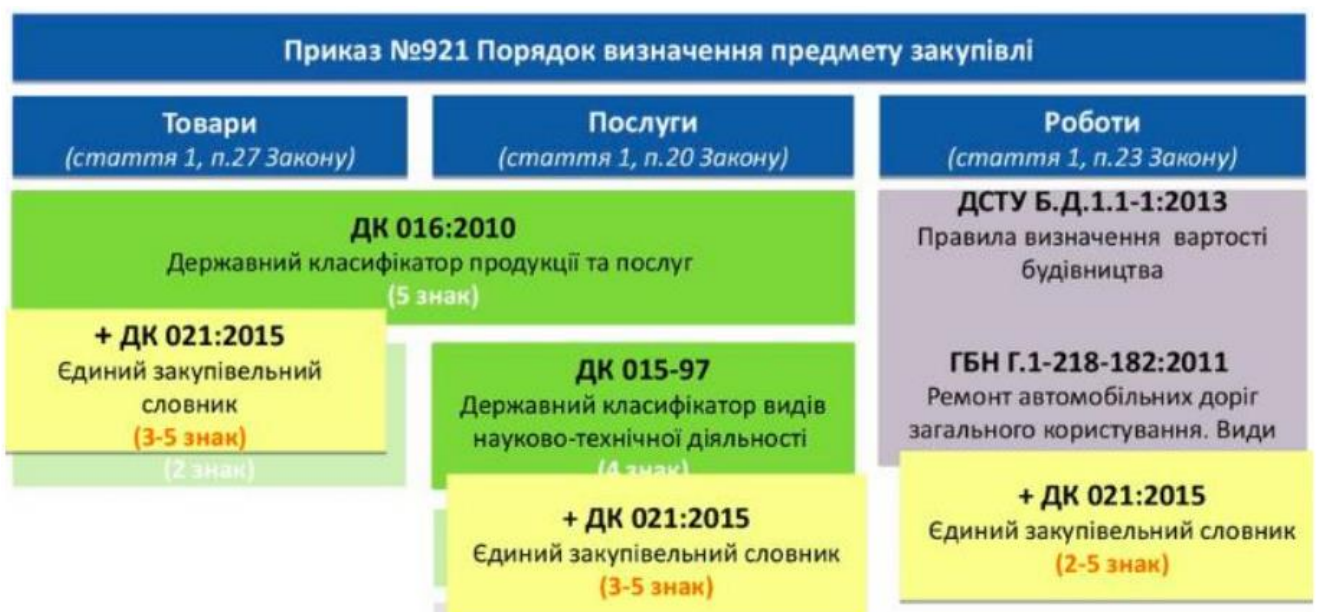 Приказ №921 Порядок визначення предмету закупівлі
Товари
(стаття 1, п.27 Закону)
Послуги
(стаття 1, п.20 Закону)
Роботи
(стаття 1, п.23 Закону)
ДК 016:2010
Державний класифікатор продукції та послуг
(5 знак)
+ ДК 021:2015
Єдиний закупівельний
словник
(3-5 знак)
(2 знак)
ДК 015-97
Державний класифікатор видів
науково-технічної діяльності
(4 знак)
+ ДК 021:2015
Єдиний закупівельний словник
(3-5 знак)
ДСТУ Б.Д.1.1-1:2013
Правила визначення вартості
будівництва
ГБН Г.1-218-182:2011
Ремонт автомобільних доріг
загального користування. Види
+ ДК 021:2015
Єдиний закупівельний словник
(2-5 знак)